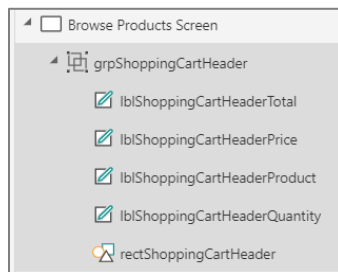 Browse Products Screen
grpShoppingCartHeader
lblShoppingCartHeaderTotal
lblShoppingCartHeaderPrice
lblShoppingCartHeaderProduct
lblShoppingCartHeaderQuantity
rectShoppingCartHeader